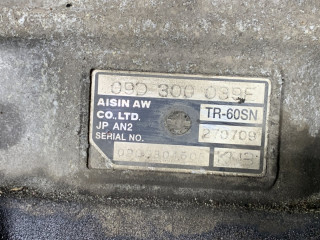 09D 300 039F
AISIN AW
CO.,LTD. TR-60SN
JP AN2
SERIAL NO. 270709